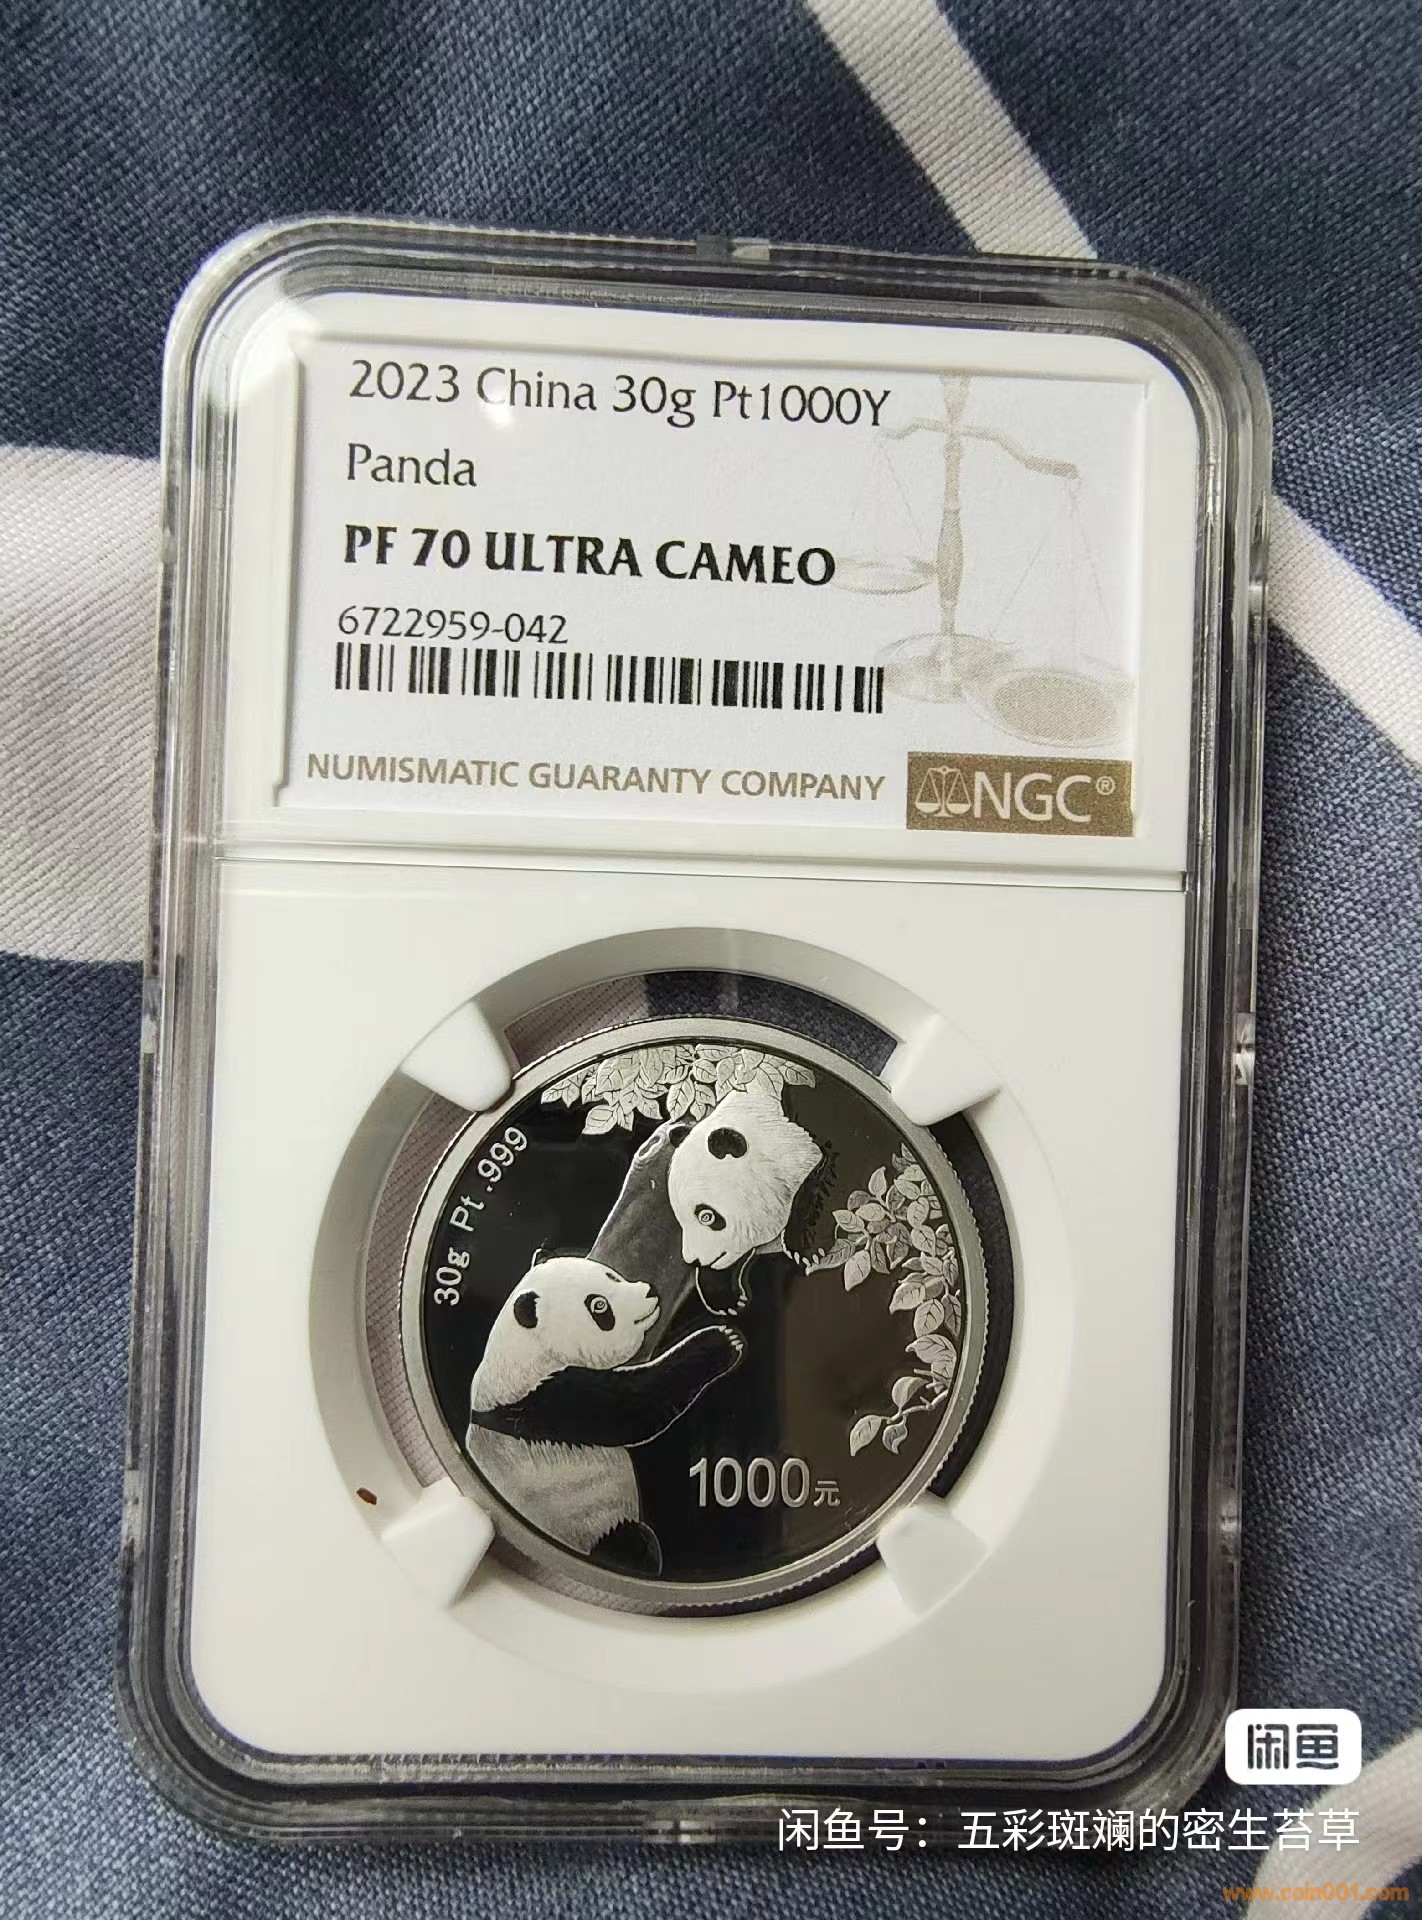 2023 China 30g Pt1000Y
Panda
PF 70 ULTRA CAMEO
6722959-042
NUMISMATIC GUARANTY COMPANY
NGC®
30g Pt .999
1000元
闲鱼
闲鱼号：五彩斑斓的密生苔草
www.coin001.com